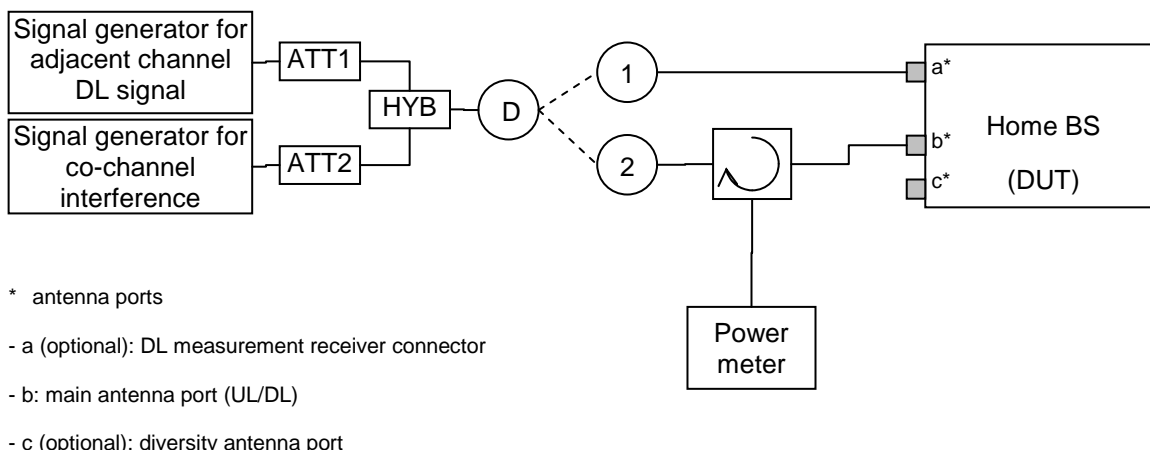 Signal generator for
adjacent channel
DL signal
ATT1
HYB
D
1
2
Signal generator for
co-channel
interference
ATT2
a*
b*
c*
Home BS
(DUT)
Power
meter
* antenna ports
- a (optional): DL measurement receiver connector
- b: main antenna port (UL/DL)
- c (optional): diversity antenna port